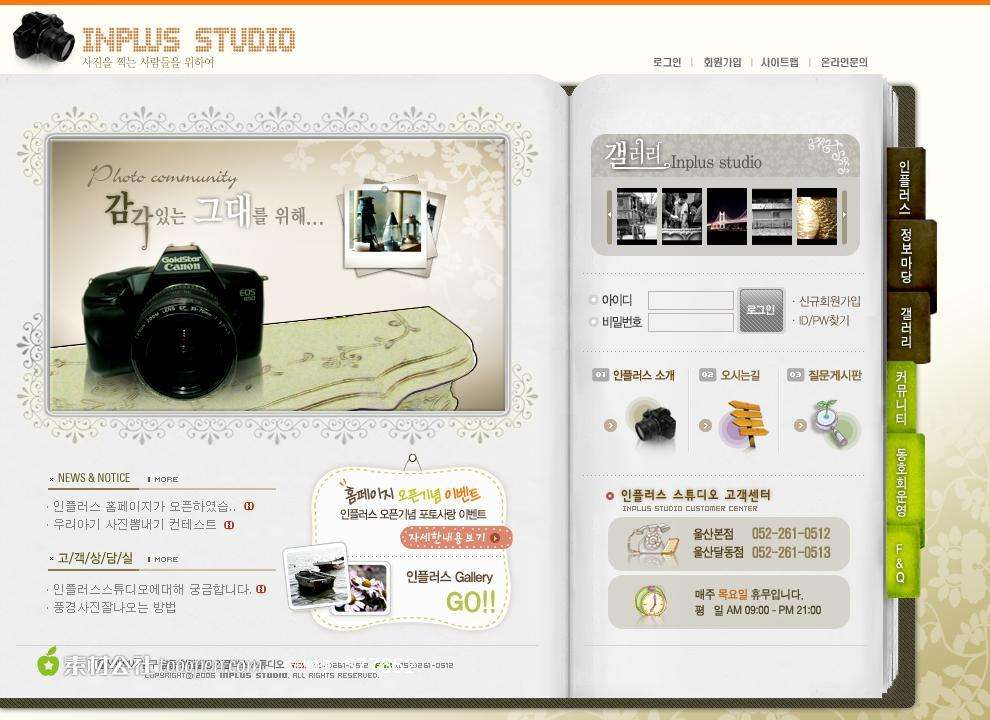 INPLUS STUDIO
사진을 찍는 사람들을 위하여
로그인 | 회원가입 | 사이트맵 | 온라인문의
Photo community
감각있는 그대를 위해...
GoldStar
Canon
EOS
갤러리 Inplus studio
아이디
비밀번호
로그인
· 신규회원가입
· ID/PW찾기
01 인플러스 소개
02 오시는길
03 질문게시판
NEWS & NOTICE
MORE
· 인플러스 홈페이지가 오픈하였습..
· 우리아기 사진뽐내기 컨테스트
고/객/상/담/실
MORE
· 인플러스스튜디오에대해 궁금합니다.
· 풍경사진잘나오는 방법
홈페이지 오픈기념 이벤트
인플러스 오픈기념 포토사랑 이벤트
자세한내용보기
인플러스 Gallery
GO!!
인플러스 스튜디오 고객센터
INPLUS STUDIO CUSTOMER CENTER
울산본점 052-261-0512
울산달동점 052-261-0513
매주 목요일 휴무입니다.
평 일 AM 09:00 - PM 21:00
인플러스
정보마당
갤러리
커뮤니티
동호회운영
F&Q
素材公社
COPYRIGHT@2006 INPLUS STUDIO. ALL RIGHTS RESERVED.